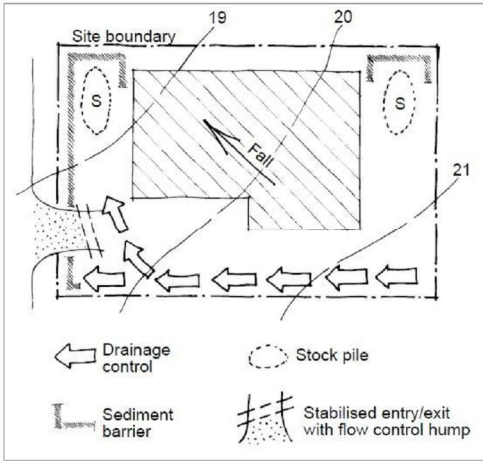 19
20
Site boundary
S
S
Fall
21
Drainage
control
Stock pile
Sediment
barrier
Stabilised entry/exit
with flow control hump